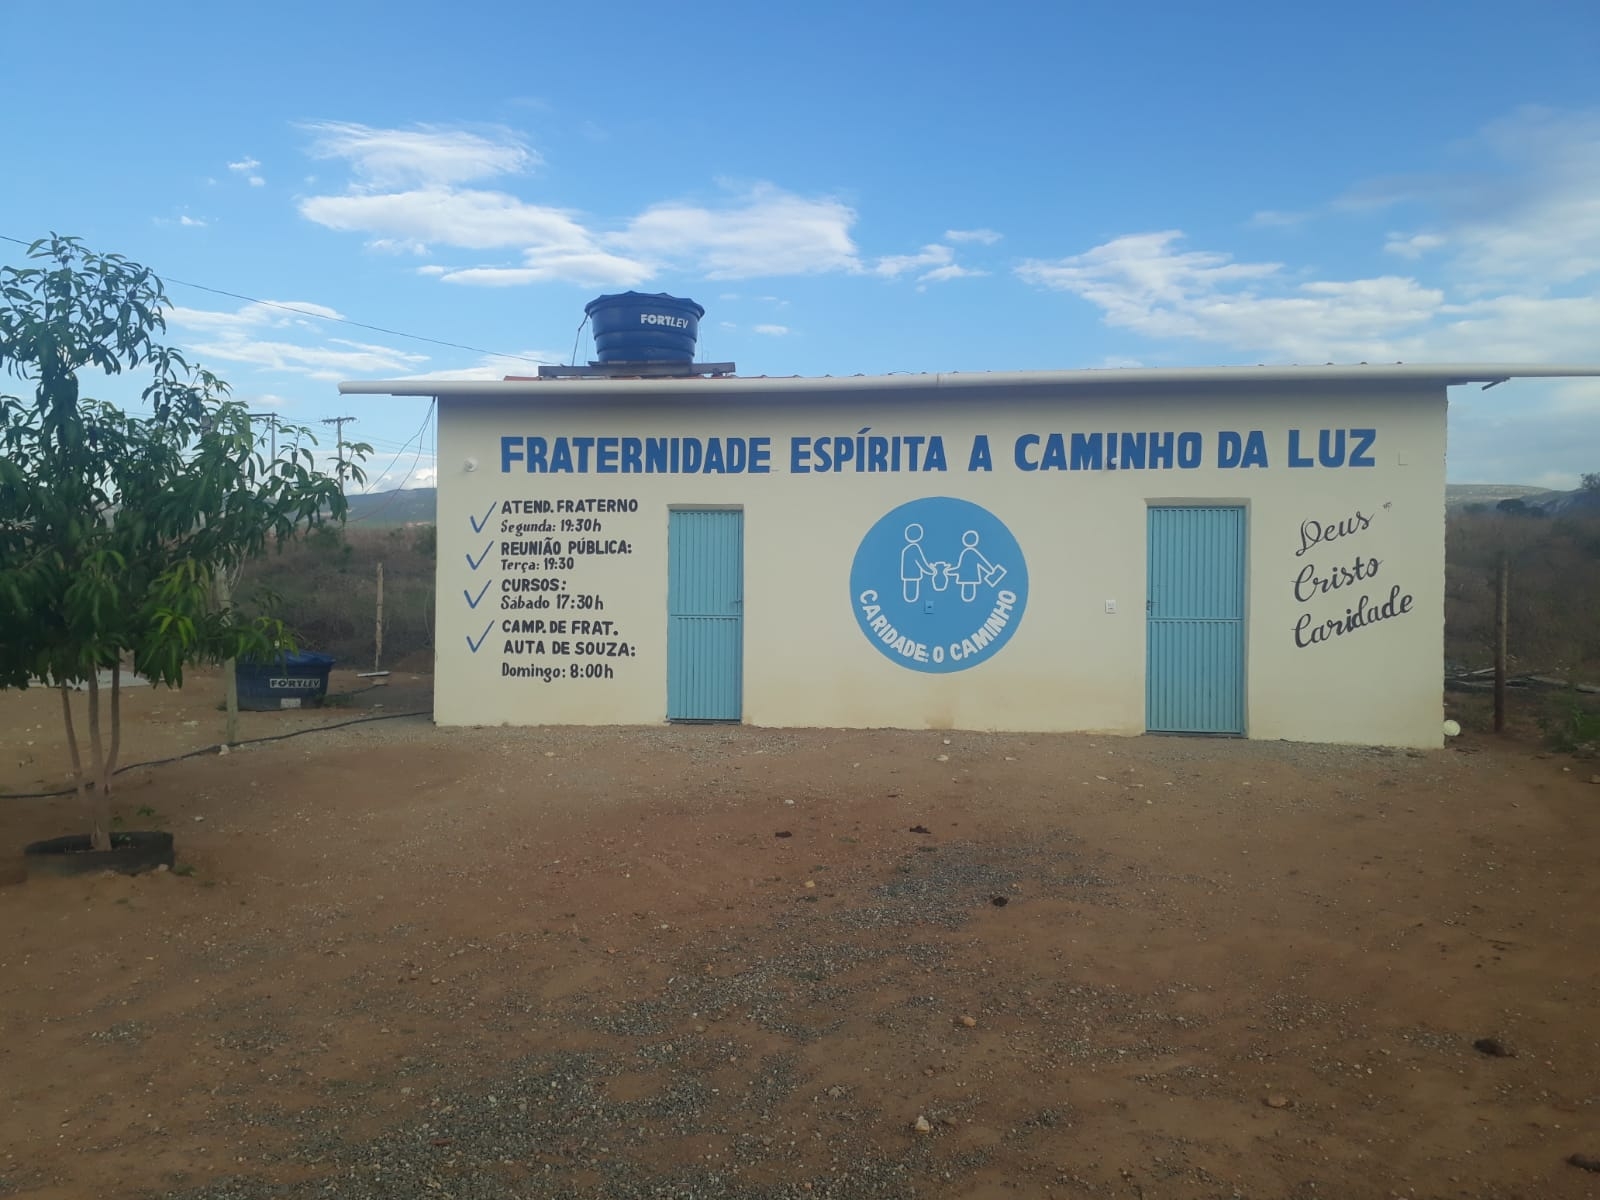 FORTLEV
FRATERNIDADE ESPÍRITA A CAMINHO DA LUZ
ATEND. FRATERNO
Segunda: 19:30h
REUNIÃO PÚBLICA:
Terça: 19:30
CURSOS:
Sábado 17:30h
CAMP. DE FRAT.
AUTA DE SOUZA:
Domingo: 8:00h
CARIDADE: O CAMINHO
Deus
Cristo
Caridade
FORTLEV